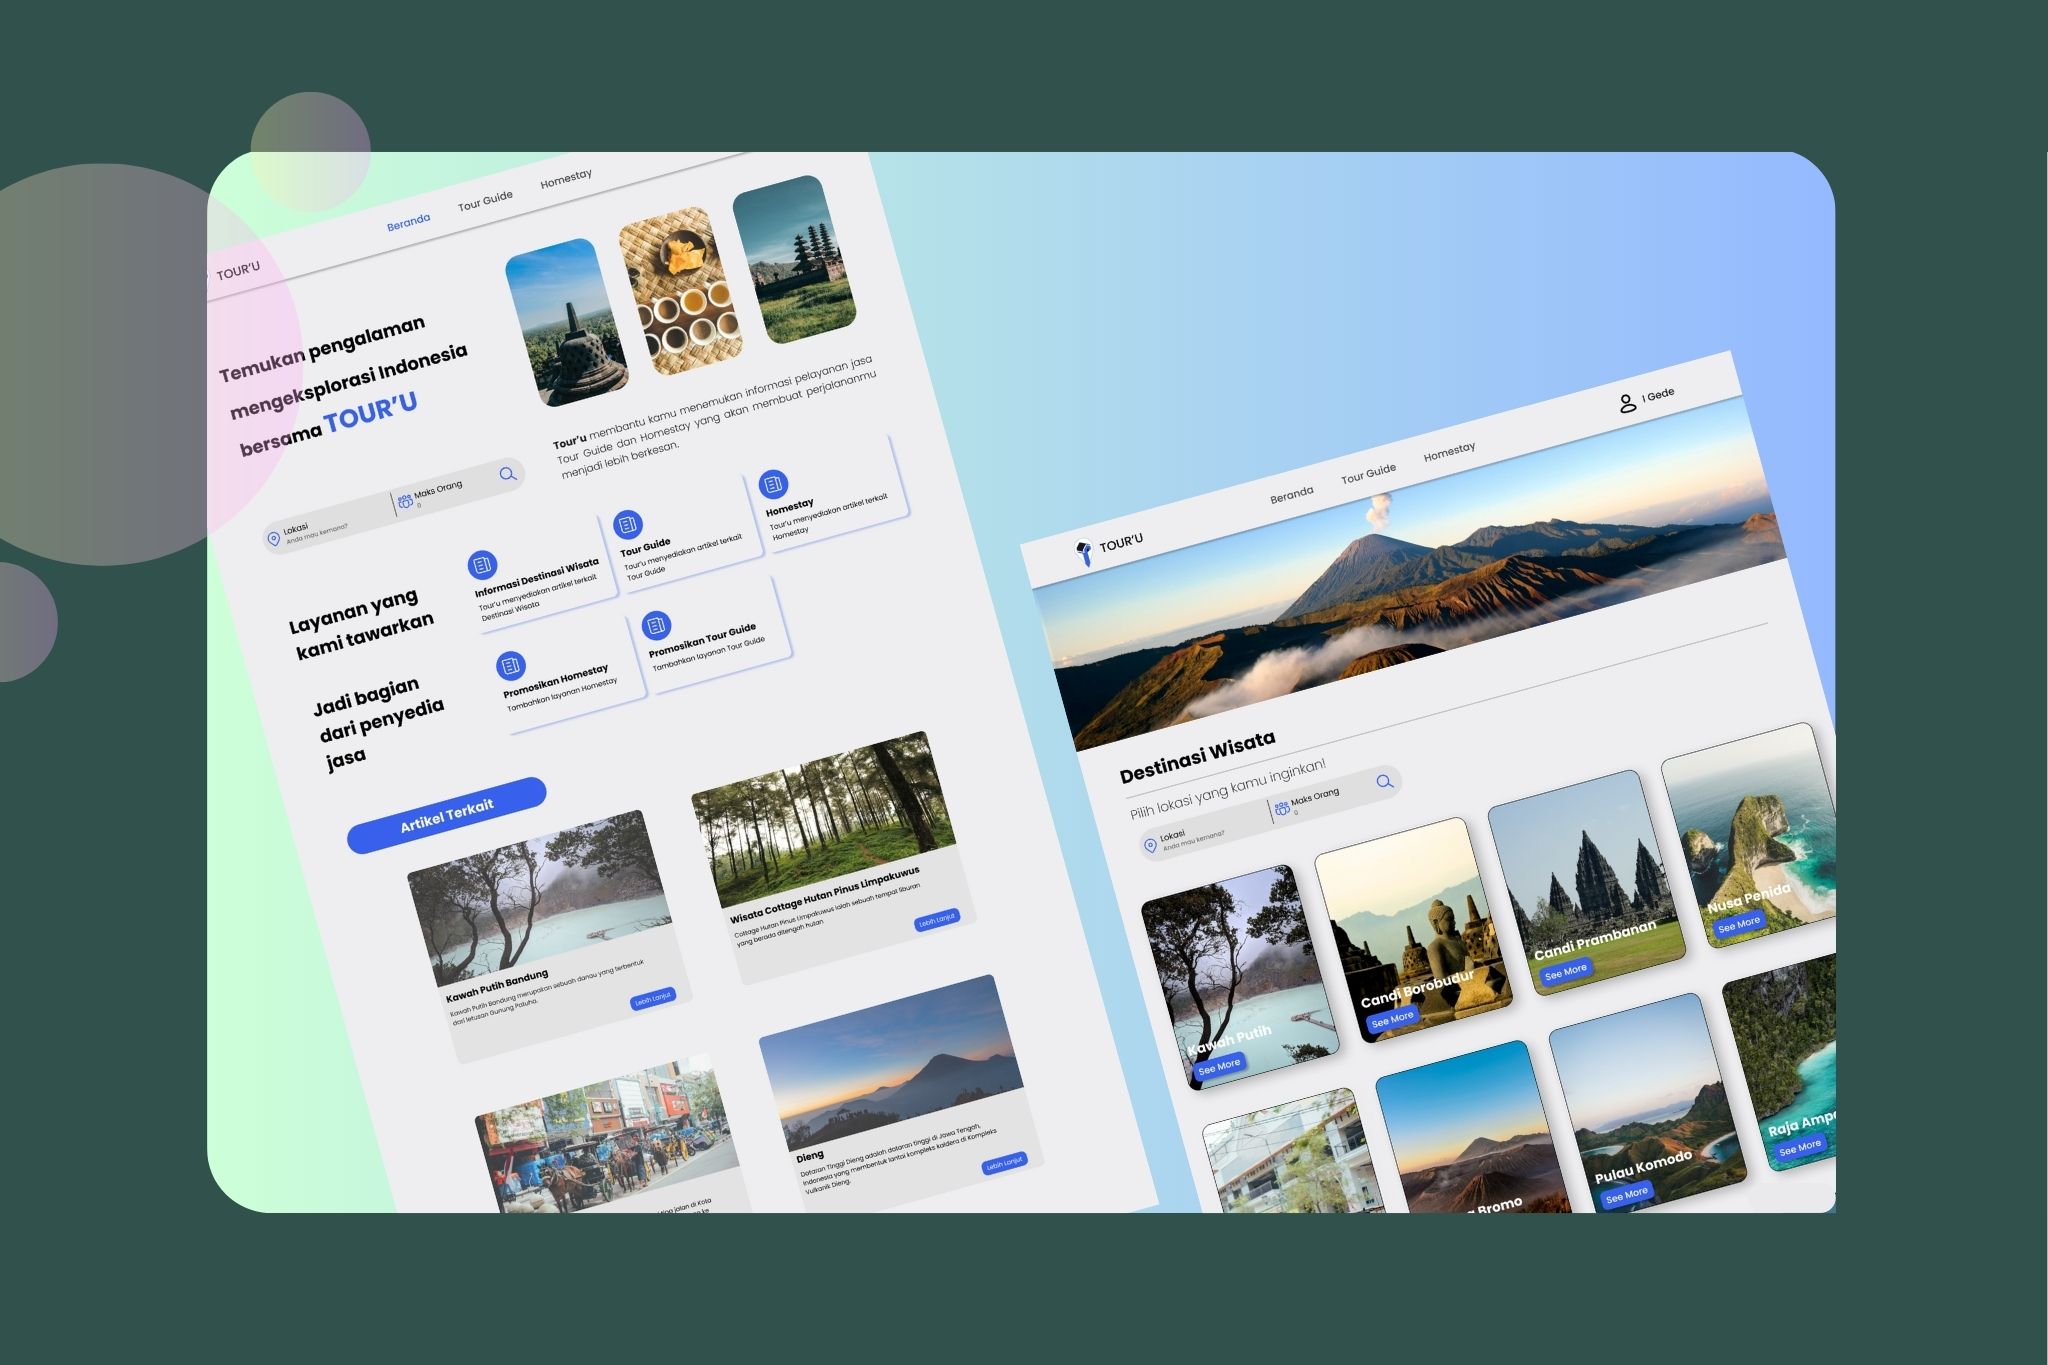 TOUR'U
Beranda
Tour Guide
Homestay
Temukan pengalaman
mengeksplorasi Indonesia
bersama TOUR'U
Lokasi
Anda mau kemana?
Maks Orang
0
Tour'u membantu kamu menemukan informasi pelayanan jasa
Tour Guide dan Homestay yang akan membuat perjalananmu
menjadi lebih berkesan.
Layanan yang
kami tawarkan
Informasi Destinasi Wisata
Tour'u menyediakan artikel terkait
Destinasi Wisata
Tour Guide
Tour'u menyediakan artikel terkait
Tour Guide
Homestay
Tour'u menyediakan artikel terkait
Homestay
Jadi bagian
dari penyedia
jasa
Promosikan Homestay
Tambahkan layanan Homestay
Promosikan Tour Guide
Tambahkan layanan Tour Guide
Artikel Terkait
Kawah Putih Bandung
Kawah Putih Bandung merupakan sebuah danau yang terbentuk
dari letusan Gunung Patuha.
Lebih Lanjut
Wisata Cottage Hutan Pinus Limpakuwus
Cottage Hutan Pinus Limpakuwus ialah sebuah tempat liburan
yang berada ditengah hutan
Lebih Lanjut
jalan di Kota
ke
Dieng
Dataran Tinggi Dieng adalah dataran tinggi di Jawa Tengah,
Indonesia yang membentuk lantai kompleks kaldera di Kompleks
Vulkanik Dieng.
Lebih Lanjut
TOUR'U
Beranda
Tour Guide
Homestay
I Gede
Destinasi Wisata
Pilih lokasi yang kamu inginkan!
Lokasi
Anda mau kemana?
Maks Orang
0
Kawah Putih
See More
Candi Borobudur
See More
Candi Prambanan
See More
Nusa Penida
See More
Bromo
Pulau Komodo
See More
Raja Amp
See More